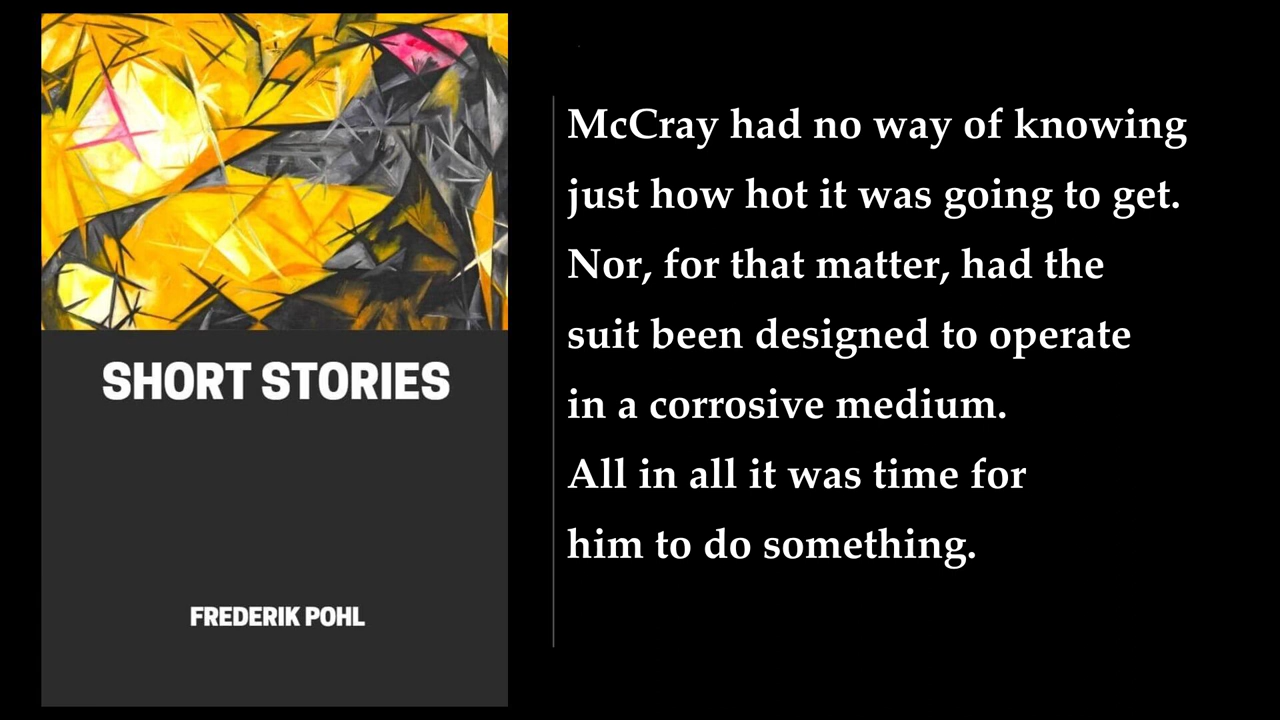 SHORT STORIES
FREDERIK POHL
McCray had no way of knowing
just how hot it was going to get.
Nor, for that matter, had the
suit been designed to operate
in a corrosive medium.
All in all it was time for
him to do something.